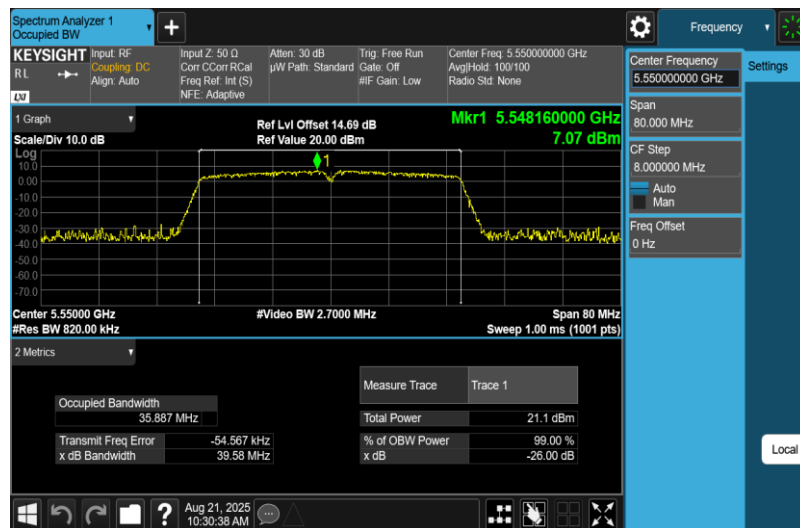 Spectrum Analyzer 1
Occupied BW
Frequency
KEYSIGHT
RL
LXI
Input: RF
Coupling: DC
Align: Auto
Input Z: 50 Ω
Corr CCorr RCal
Freq Ref: Int (S)
NFE: Adaptive
Atten: 30 dB
µW Path: Standard
Trig: Free Run
Gate: Off
#IF Gain: Low
Center Freq: 5.550000000 GHz
Avg|Hold: 100/100
Radio Std: None
Center Frequency
5.550000000 GHz
Settings
Span
80.000 MHz
CF Step
8.000000 MHz
Auto
Man
Freq Offset
0 Hz
1 Graph
Scale/Div 10.0 dB
Ref Lvl Offset 14.69 dB
Ref Value 20.00 dBm
Mkr1 5.548160000 GHz
7.07 dBm
Log
10.0
0.00
-10.0
-20.0
-30.0
-40.0
-50.0
-60.0
-70.0
1
Center 5.55000 GHz
#Res BW 820.00 kHz
#Video BW 2.7000 MHz
Span 80 MHz
Sweep 1.00 ms (1001 pts)
2 Metrics
Measure Trace Trace 1
Occupied Bandwidth
35.887 MHz
Total Power 21.1 dBm
Transmit Freq Error -54.567 kHz
% of OBW Power 99.00 %
x dB Bandwidth 39.58 MHz
x dB -26.00 dB
Local
?
Aug 21, 2025
10:30:38 AM